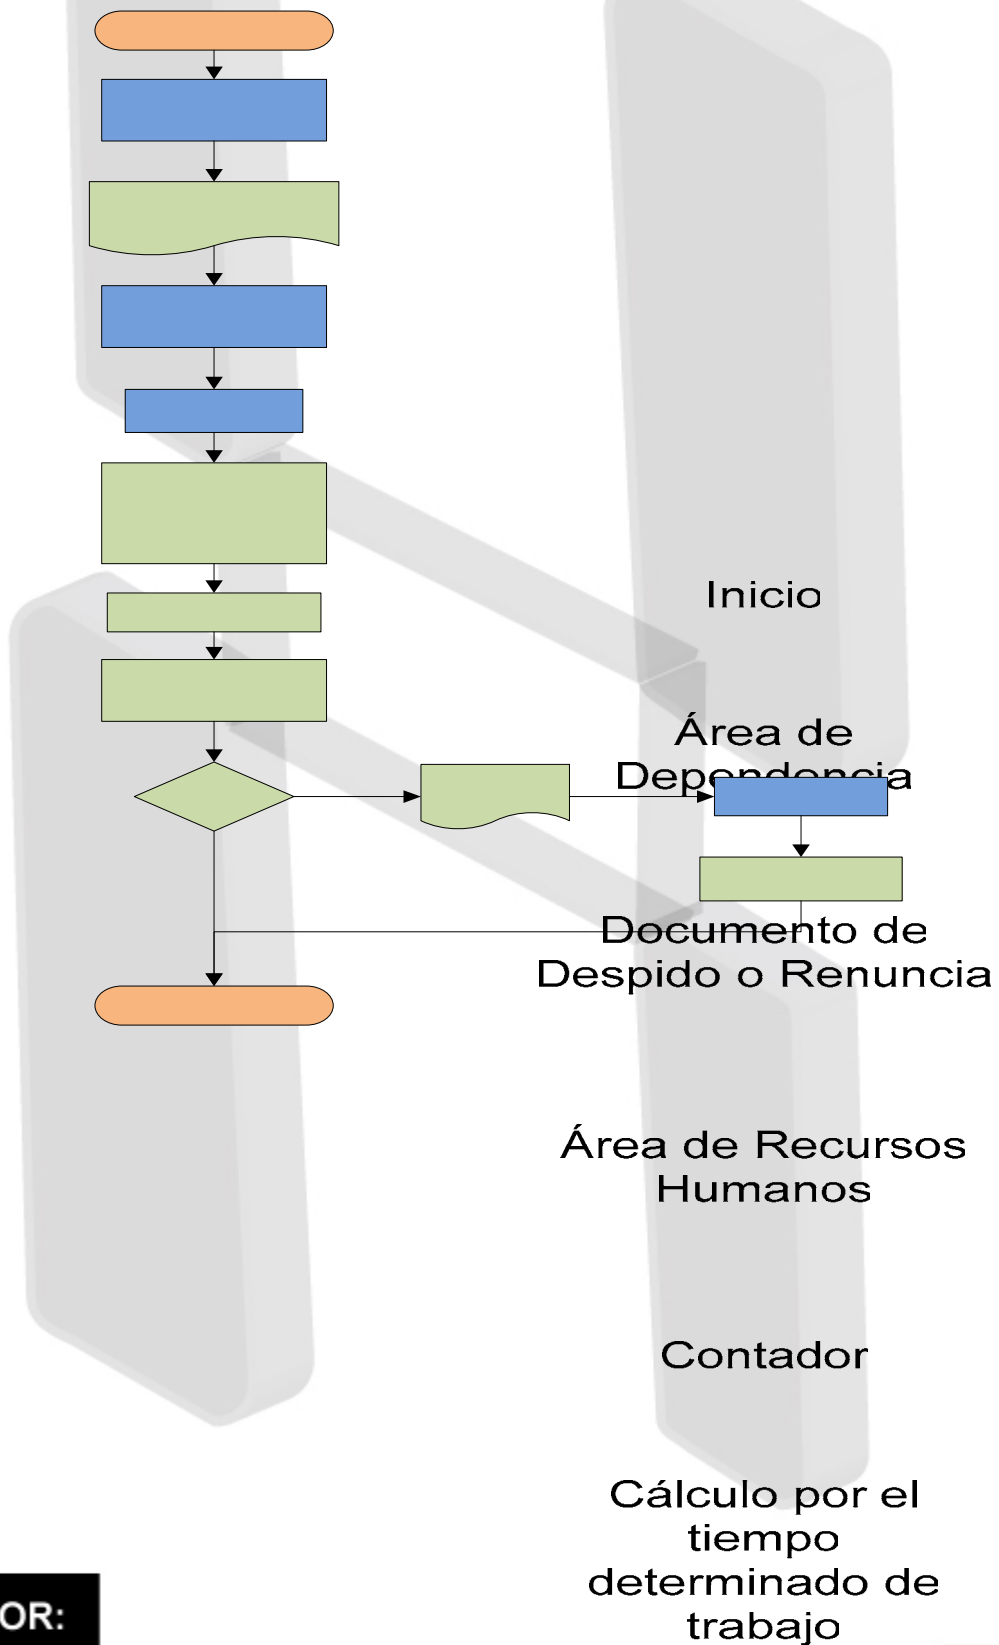 Inicio
Área de
Dependencia
Documento de
Despido o Renuncia
Área de Recursos
Humanos
Contador
Cálculo por el
tiempo
determinado de
trabajo
OR: